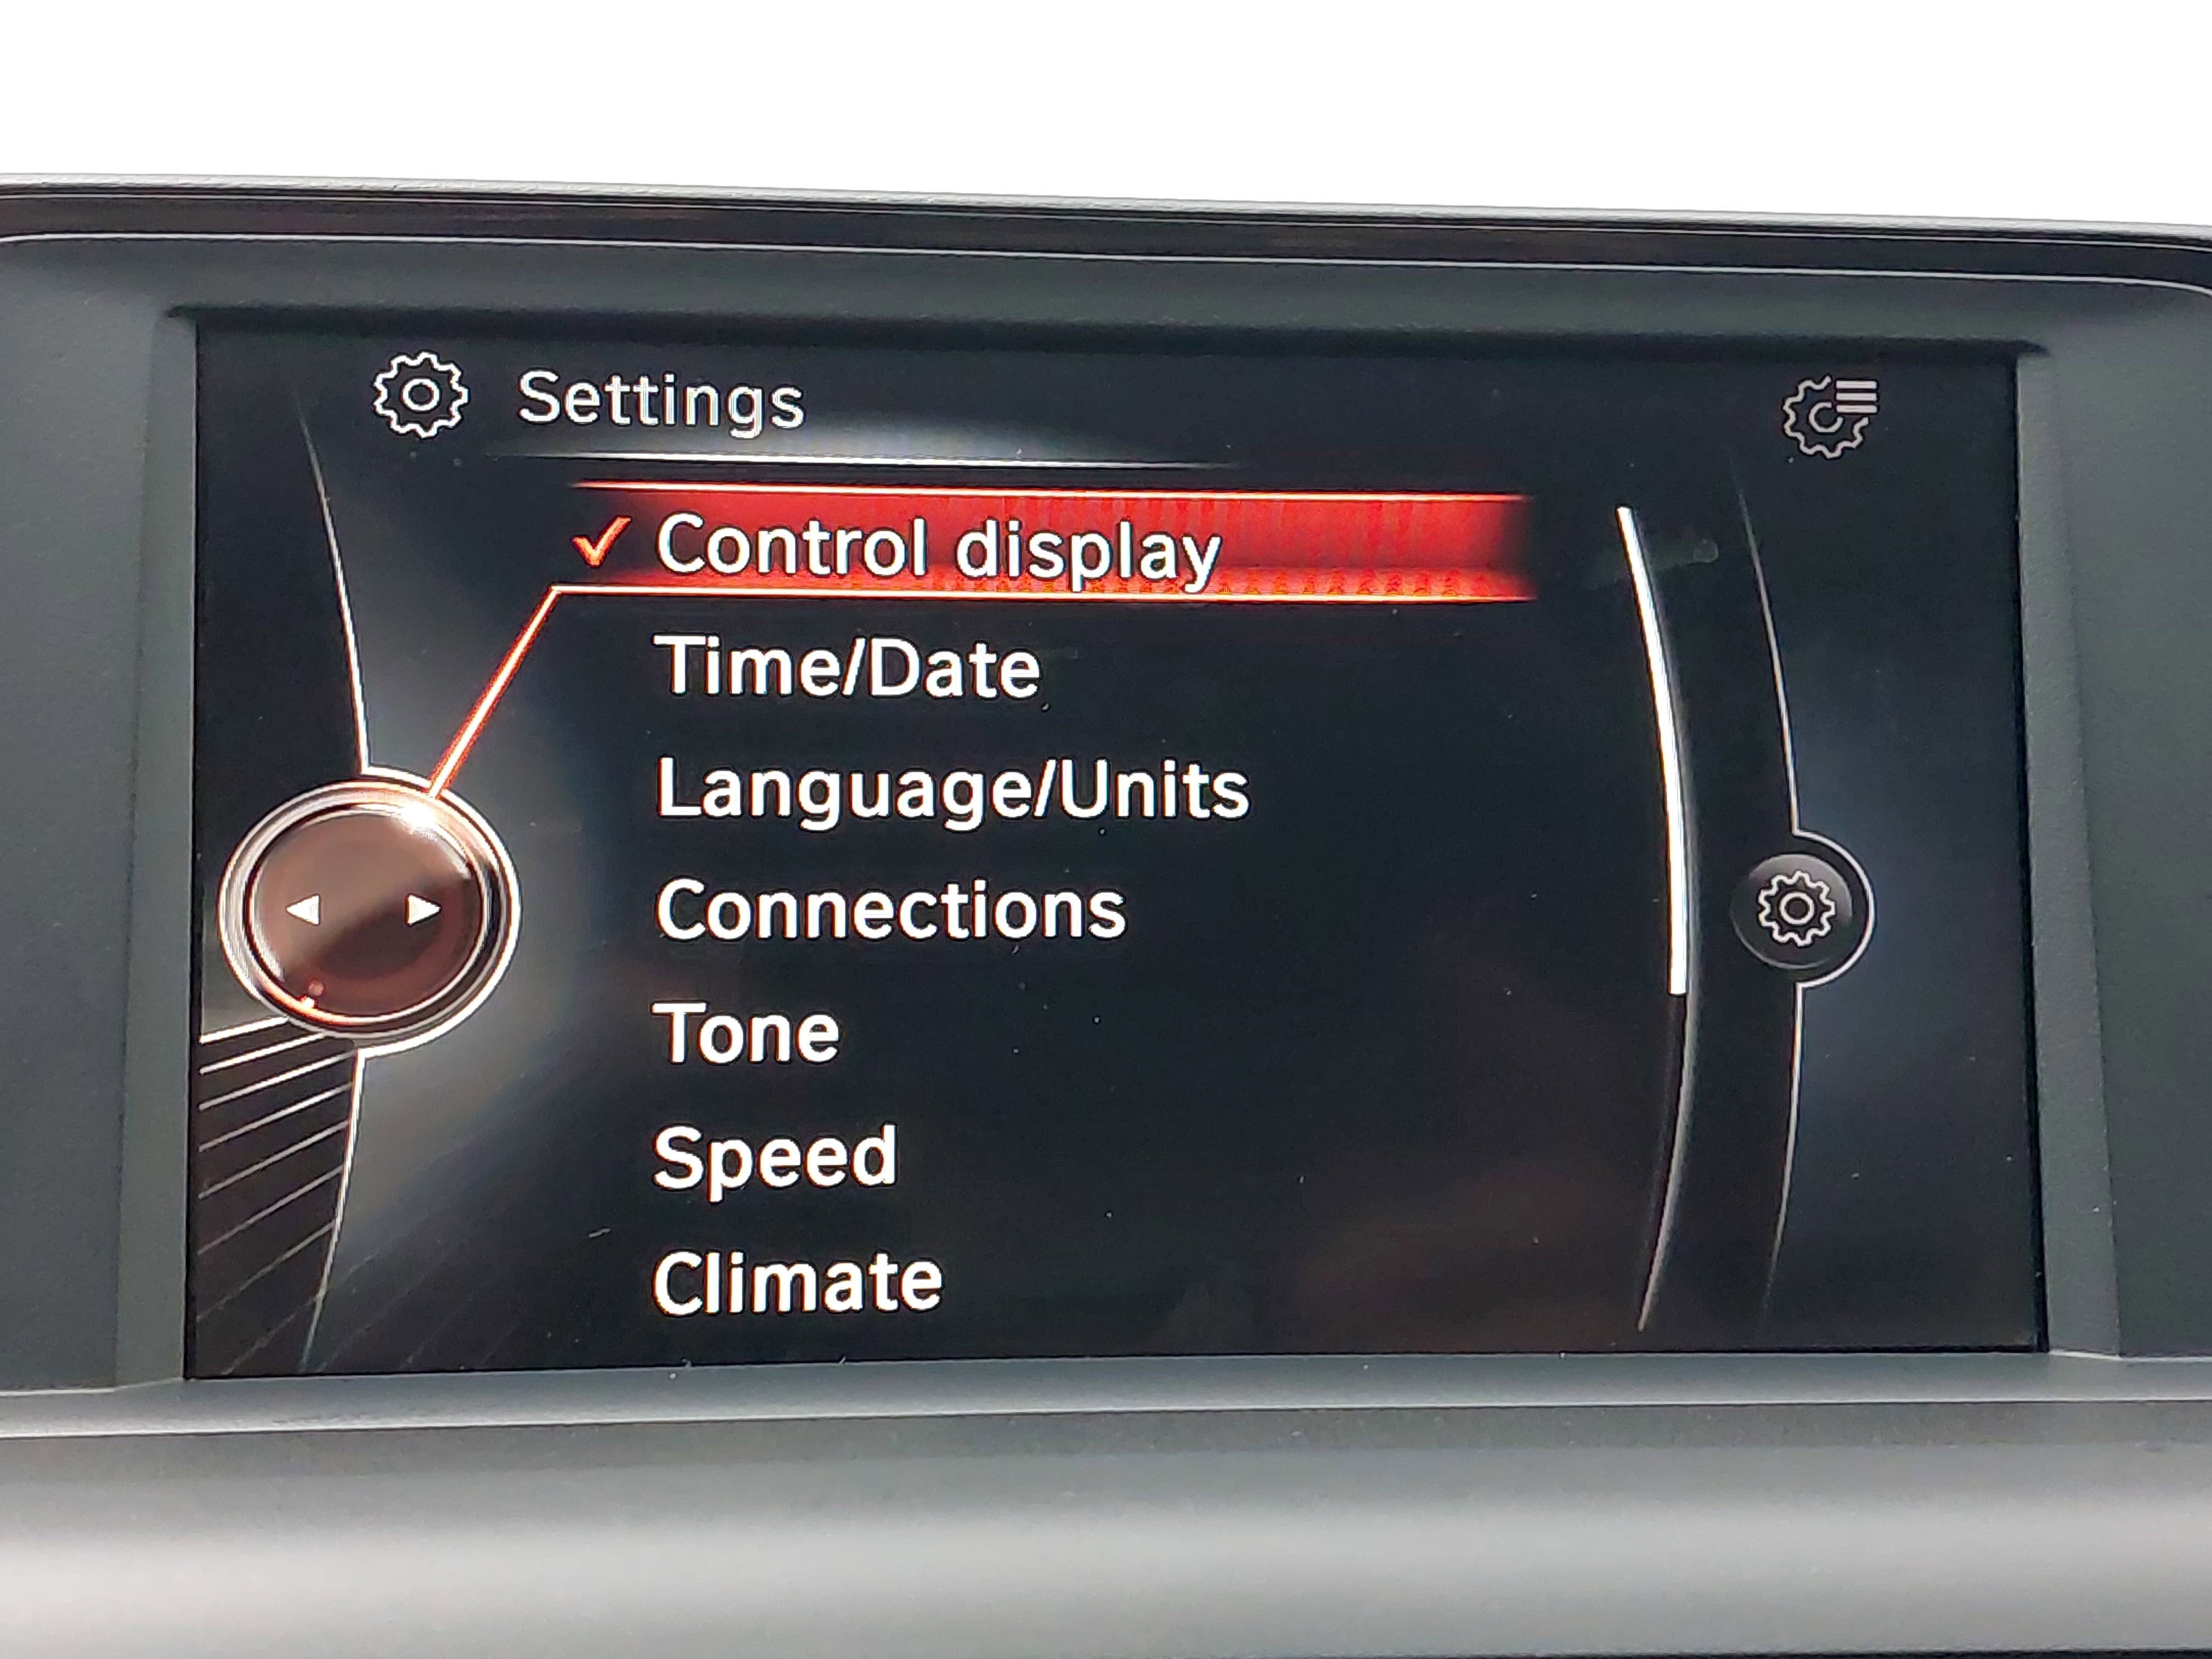 Settings
Control display
Time/Date
Language/Units
Connections
Tone
Speed
Climate